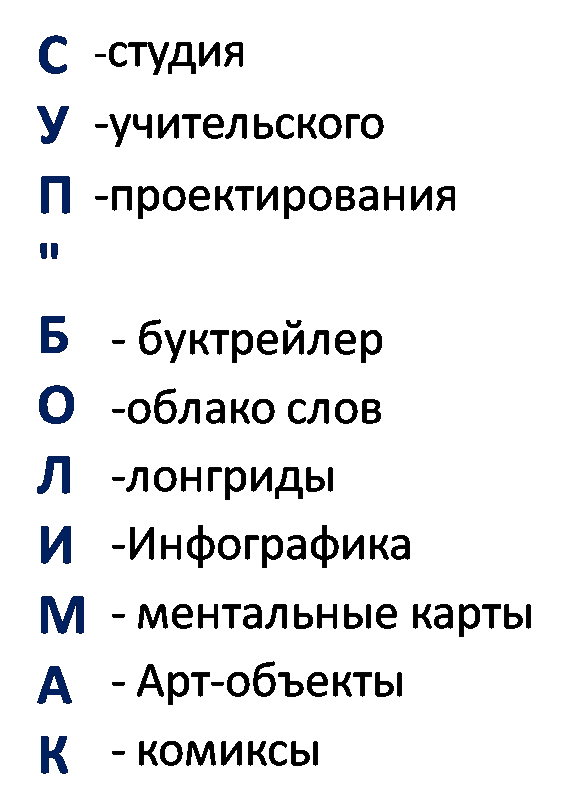 С -студия
У -учительского
П -проектирования
"
Б - буктрейлер
О -облако слов
Л -лонгриды
И -Инфографика
М - ментальные карты
А - Арт-объекты
К - комиксы